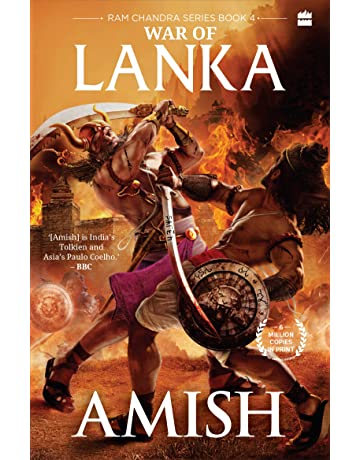 RAM CHANDRA SERIES BOOK 4
WAR OF
LANKA
‘[Amish] is India’s
Tolkien and
Asia’s Paulo Coelho.’
– BBC
6
MILLION
COPIES
IN PRINT
AMISH